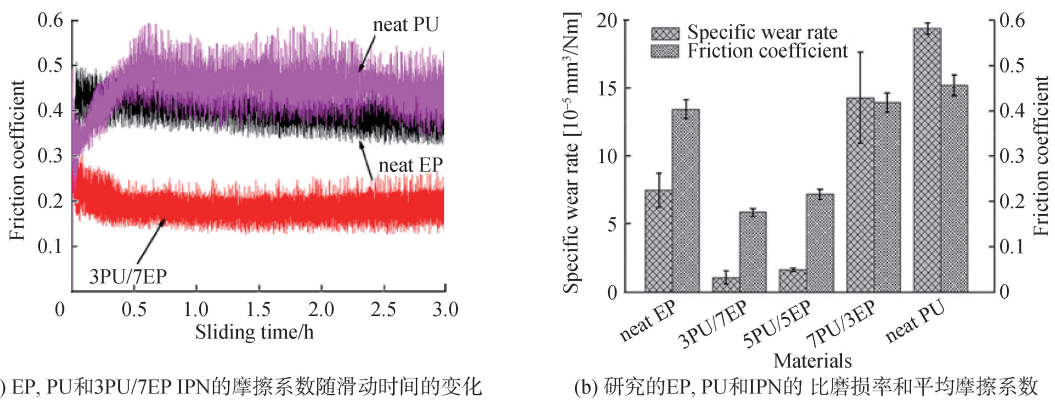 0.6
0.5
0.4
0.3
0.2
0.1
0
Friction coefficient
neat PU
neat EP
3PU/7EP
0.5
1.0
1.5
2.0
2.5
3.0
Sliding time/h
) EP, PU和3PU/7EP IPN的摩擦系数随滑动时间的变化
20
15
10
5
0
Specific wear rate [10⁻⁵ mm³/Nm]
Specific wear rate
Friction coefficient
0.6
0.5
0.4
0.3
0.2
0.1
0
Friction coefficient
neat EP
3PU/7EP
5PU/5EP
7PU/3EP
neat PU
Materials
(b) 研究的EP, PU和IPN的 比磨损率和平均摩擦系数